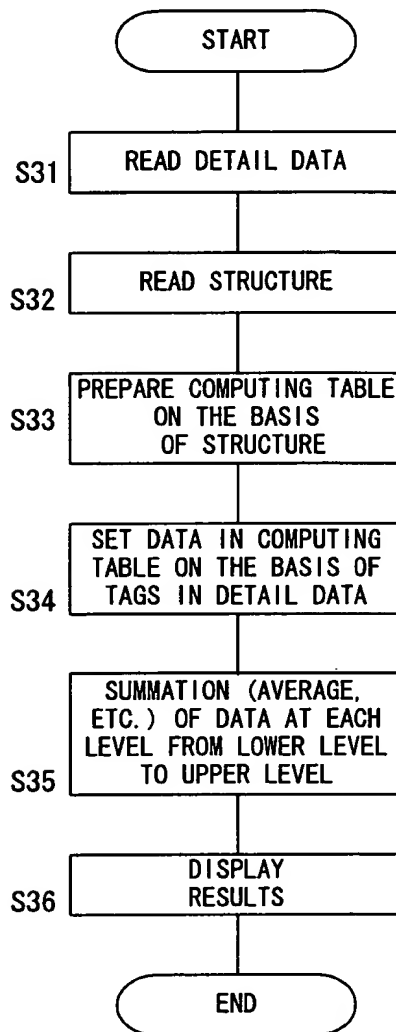 START
S31
READ DETAIL DATA
S32
READ STRUCTURE
S33
PREPARE COMPUTING TABLE
ON THE BASIS
OF STRUCTURE
S34
SET DATA IN COMPUTING
TABLE ON THE BASIS OF
TAGS IN DETAIL DATA
S35
SUMMATION (AVERAGE,
ETC.) OF DATA AT EACH
LEVEL FROM LOWER LEVEL
TO UPPER LEVEL
S36
DISPLAY
RESULTS
END